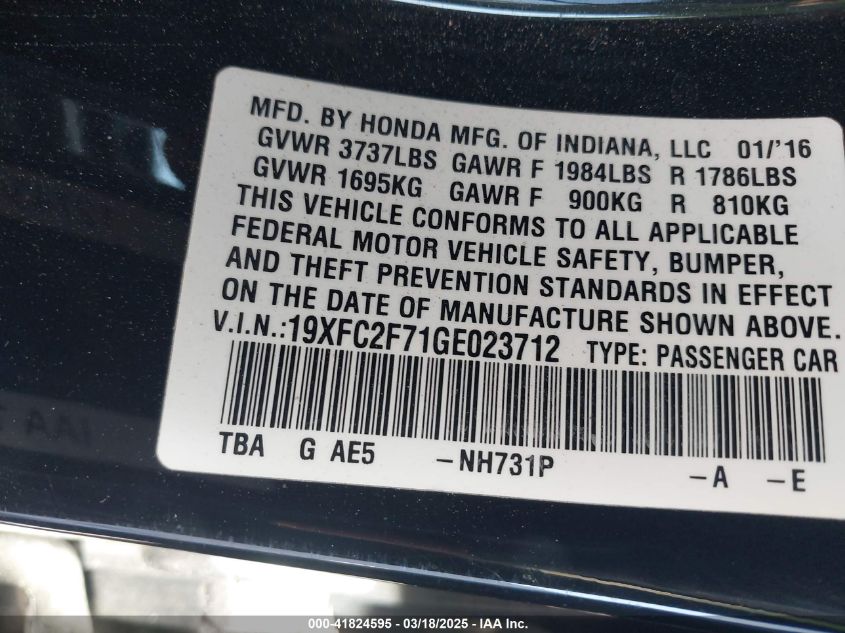 MFD. BY HONDA MFG. OF INDIANA, LLC 01/'16
GVWR 3737LBS GAWR F 1984LBS R 1786LBS
GVWR 1695KG GAWR F 900KG R 810KG
THIS VEHICLE CONFORMS TO ALL APPLICABLE
FEDERAL MOTOR VEHICLE SAFETY, BUMPER,
AND THEFT PREVENTION STANDARDS IN EFFECT
ON THE DATE OF MANUFACTURE SHOWN ABOVE.
V.I.N.:19XFC2F71GE023712 TYPE: PASSENGER CAR
TBA G AE5 -NH731P -A -E
000-41824595 - 03/18/2025 - IAA, Inc.